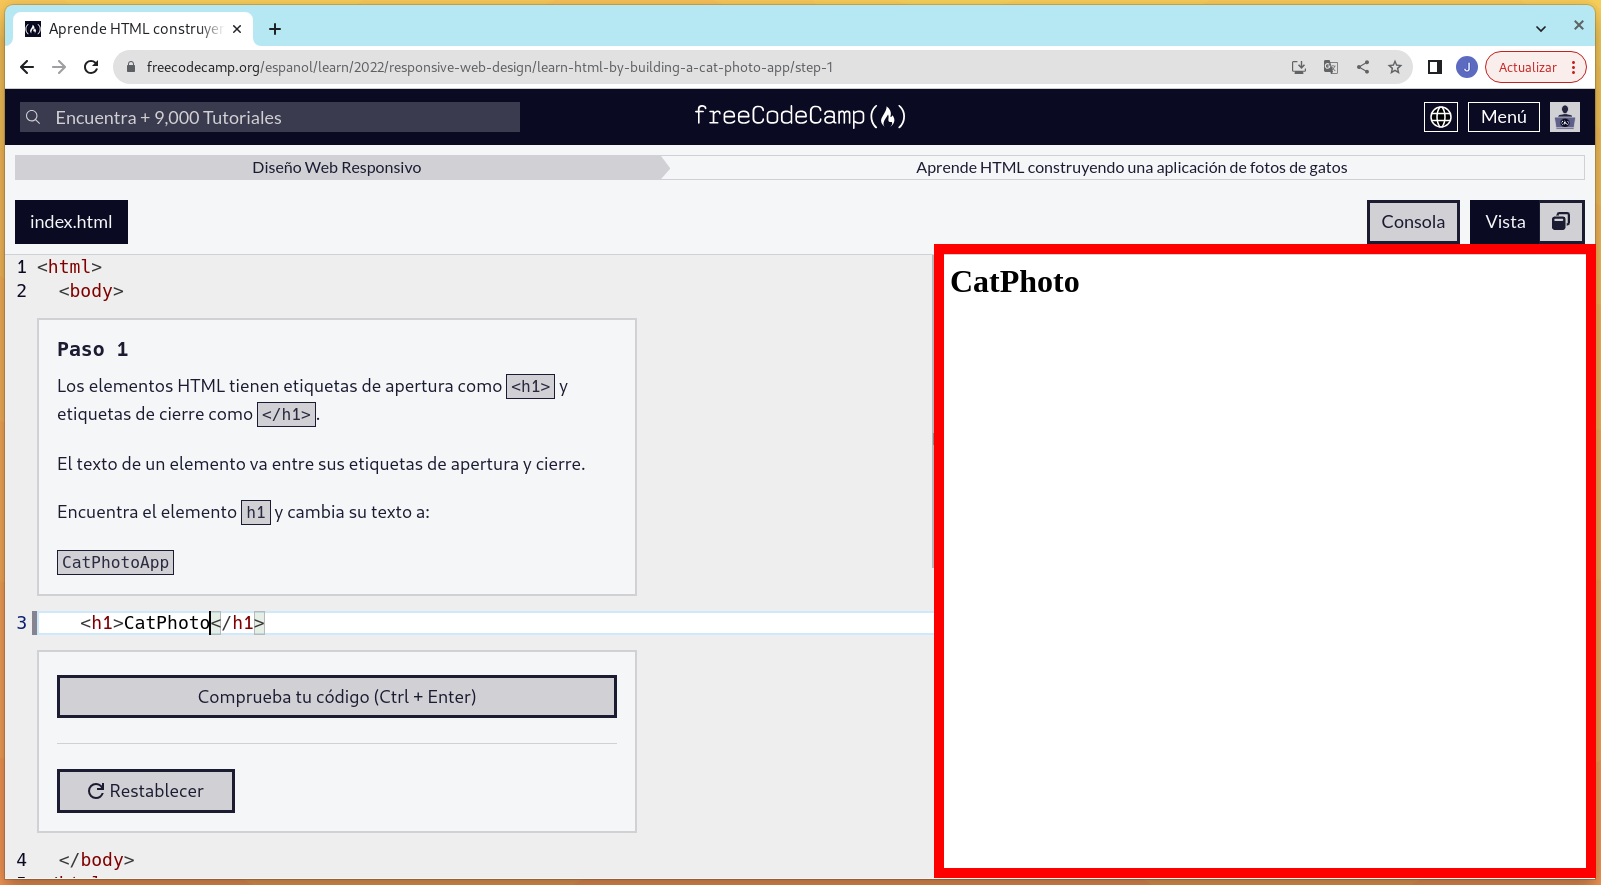 Aprende HTML construye
freecodecamp.org/espanol/learn/2022/responsive-web-design/learn-html-by-building-a-cat-photo-app/step-1
J
Actualizar
Encuentra + 9,000 Tutoriales
freeCodeCamp
Menú
Diseño Web Responsivo
Aprende HTML construyendo una aplicación de fotos de gatos
index.html
Consola
Vista
1 <html>
2 <body>
Paso 1
Los elementos HTML tienen etiquetas de apertura como <h1> y
etiquetas de cierre como </h1>.
El texto de un elemento va entre sus etiquetas de apertura y cierre.
Encuentra el elemento h1 y cambia su texto a:
CatPhotoApp
3 <h1>CatPhoto</h1>
Comprueba tu código (Ctrl + Enter)
Restablecer
4 </body>
CatPhoto